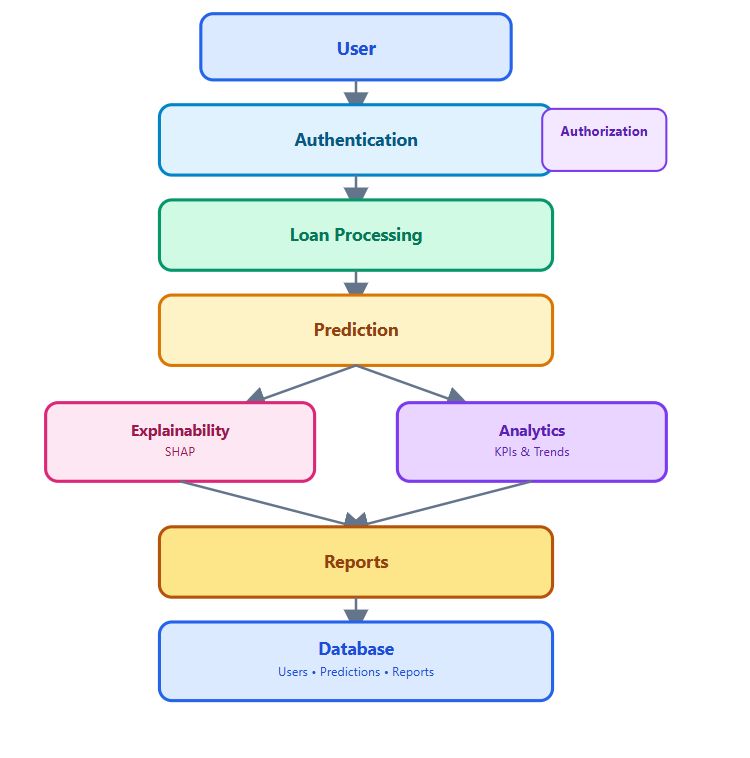 User
Authentication
Authorization
Loan Processing
Prediction
Explainability
SHAP
Analytics
KPIs & Trends
Reports
Database
Users • Predictions • Reports